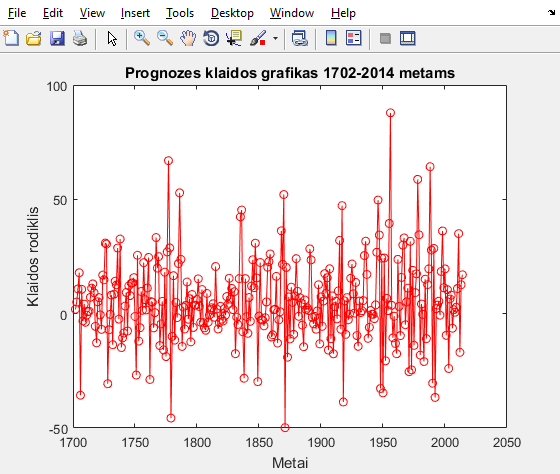 File Edit View Insert Tools Desktop Window Help
Prognozes klaidos grafikas 1702-2014 metams
Klaidos rodiklis
100
50
0
-50
1700 1750 1800 1850 1900 1950 2000 2050
Metai